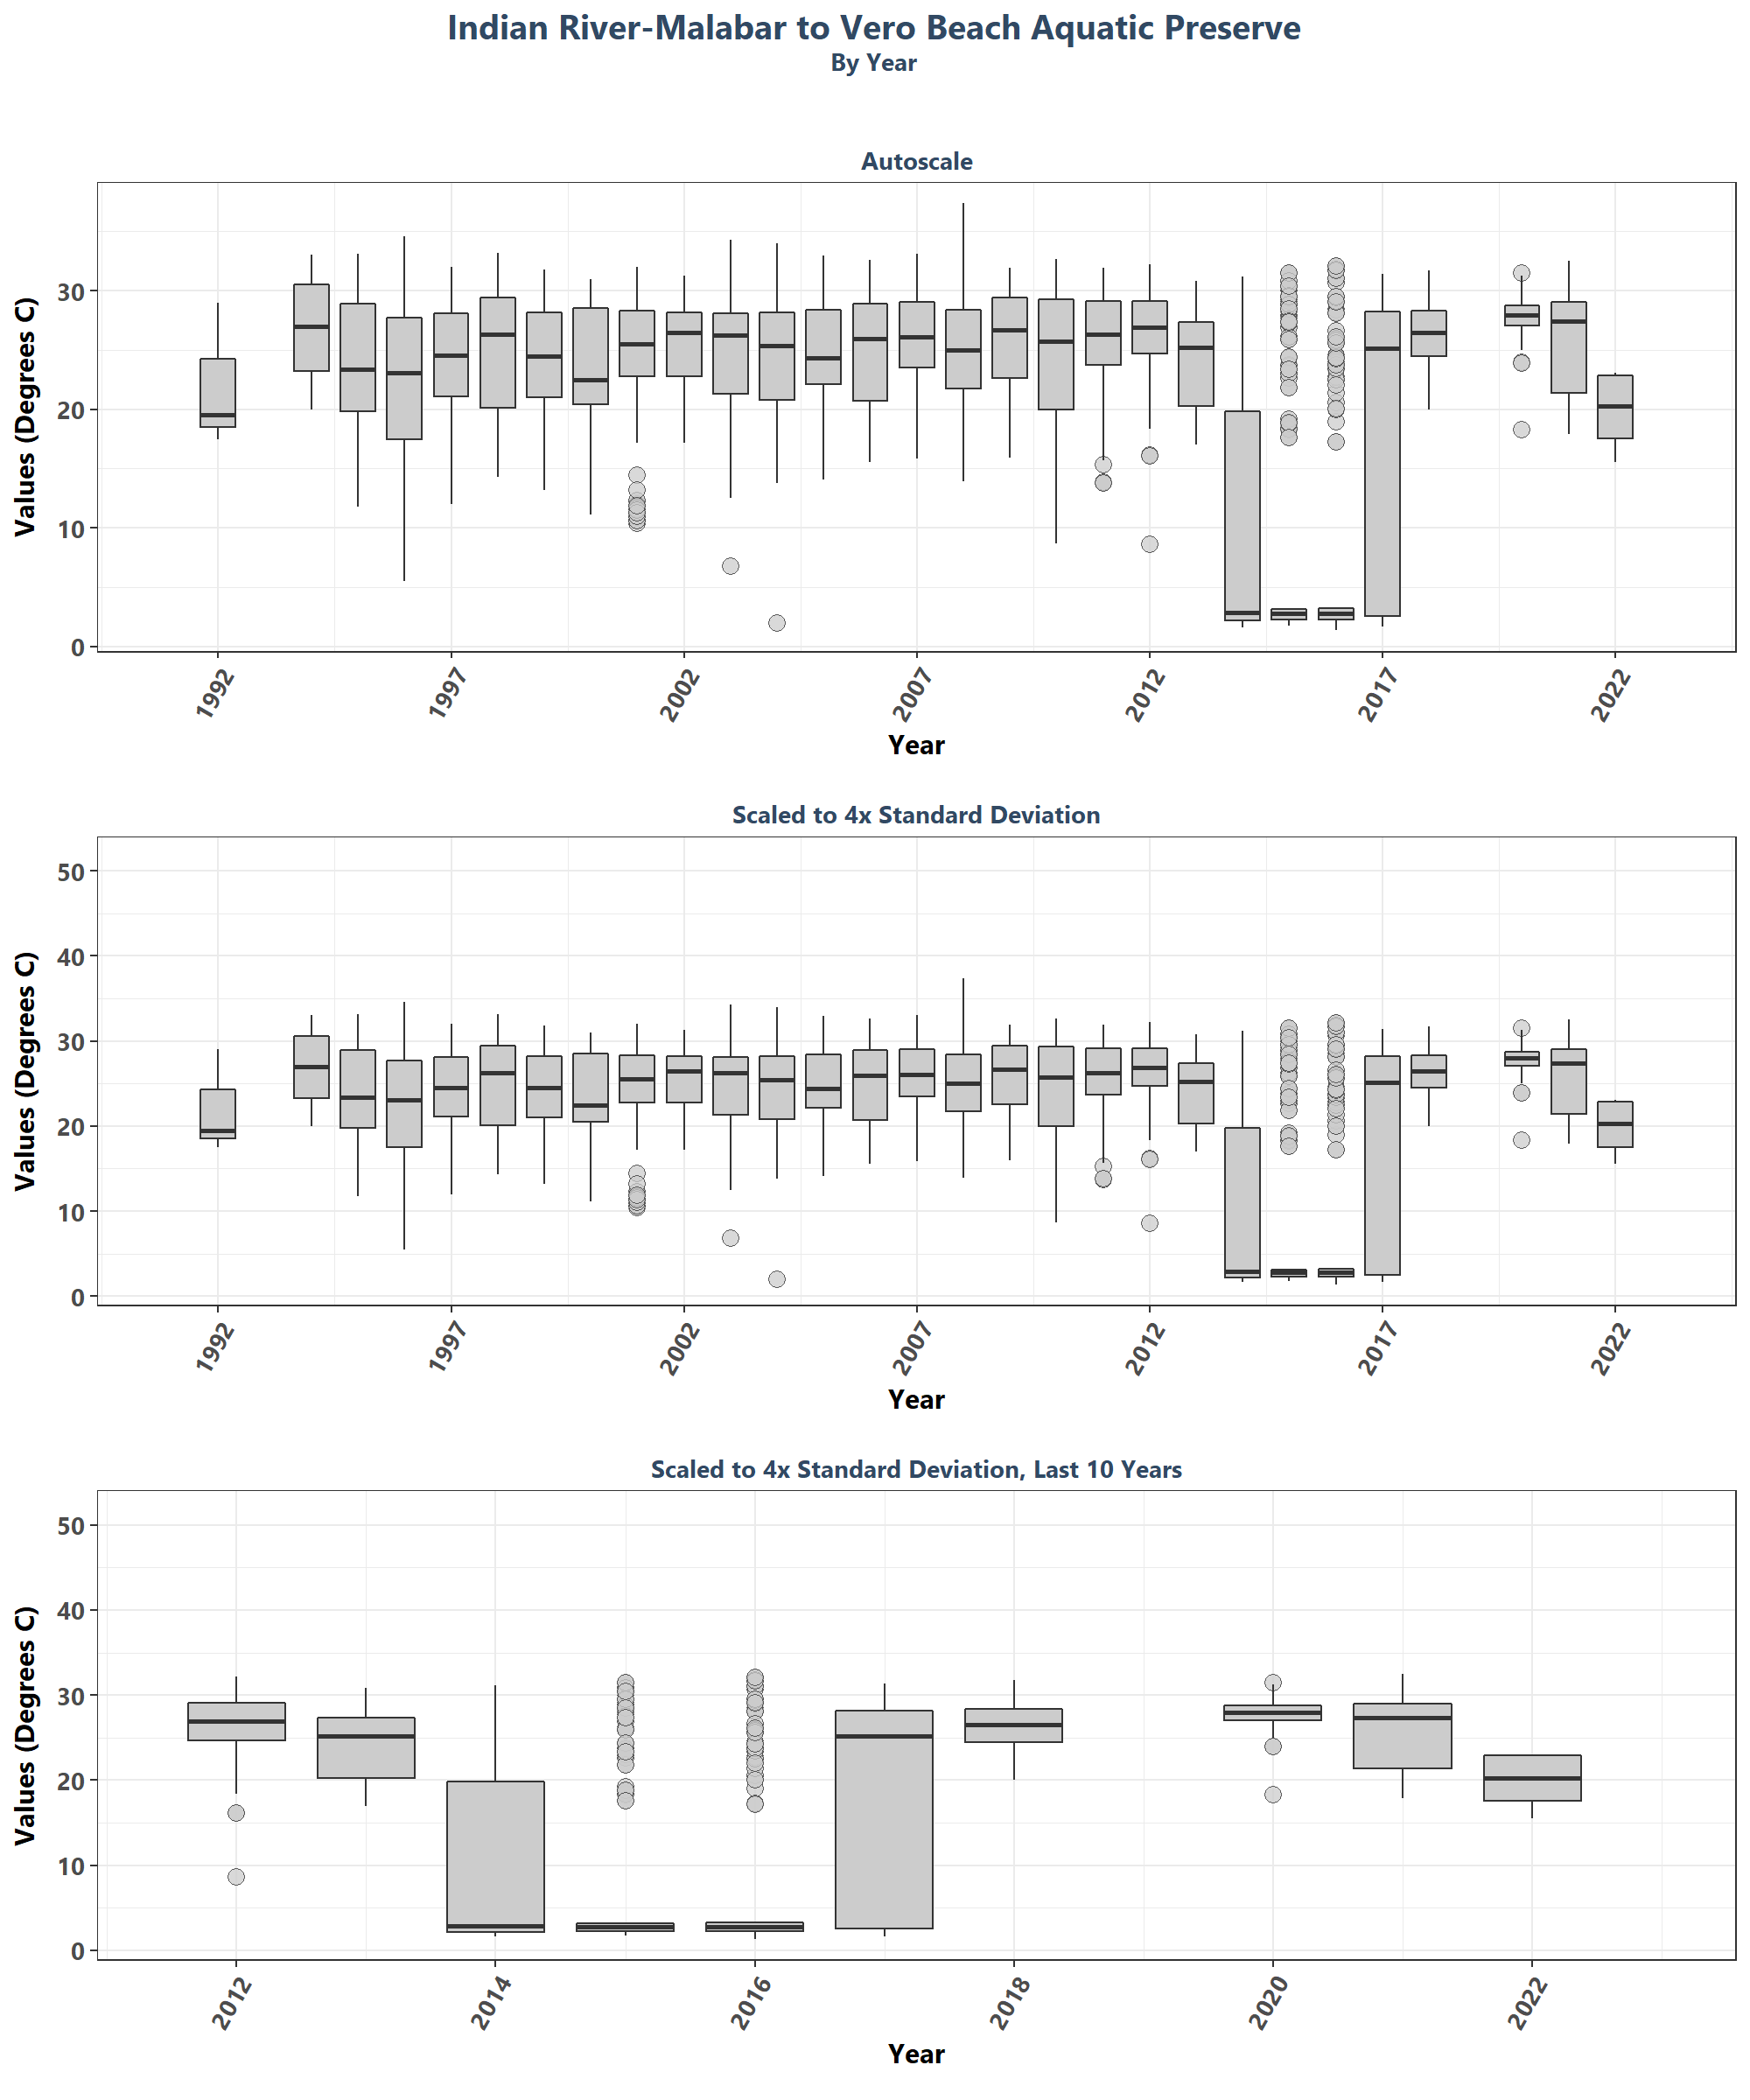 Indian River-Malabar to Vero Beach Aquatic Preserve
By Year
Autoscale
Values (Degrees C)
30
20
10
0
1992 1997 2002 2007 2012 2017 2022
Year
Scaled to 4x Standard Deviation
Values (Degrees C)
50
40
30
20
10
0
1992 1997 2002 2007 2012 2017 2022
Year
Scaled to 4x Standard Deviation, Last 10 Years
Values (Degrees C)
50
40
30
20
10
0
2012 2014 2016 2018 2020 2022
Year